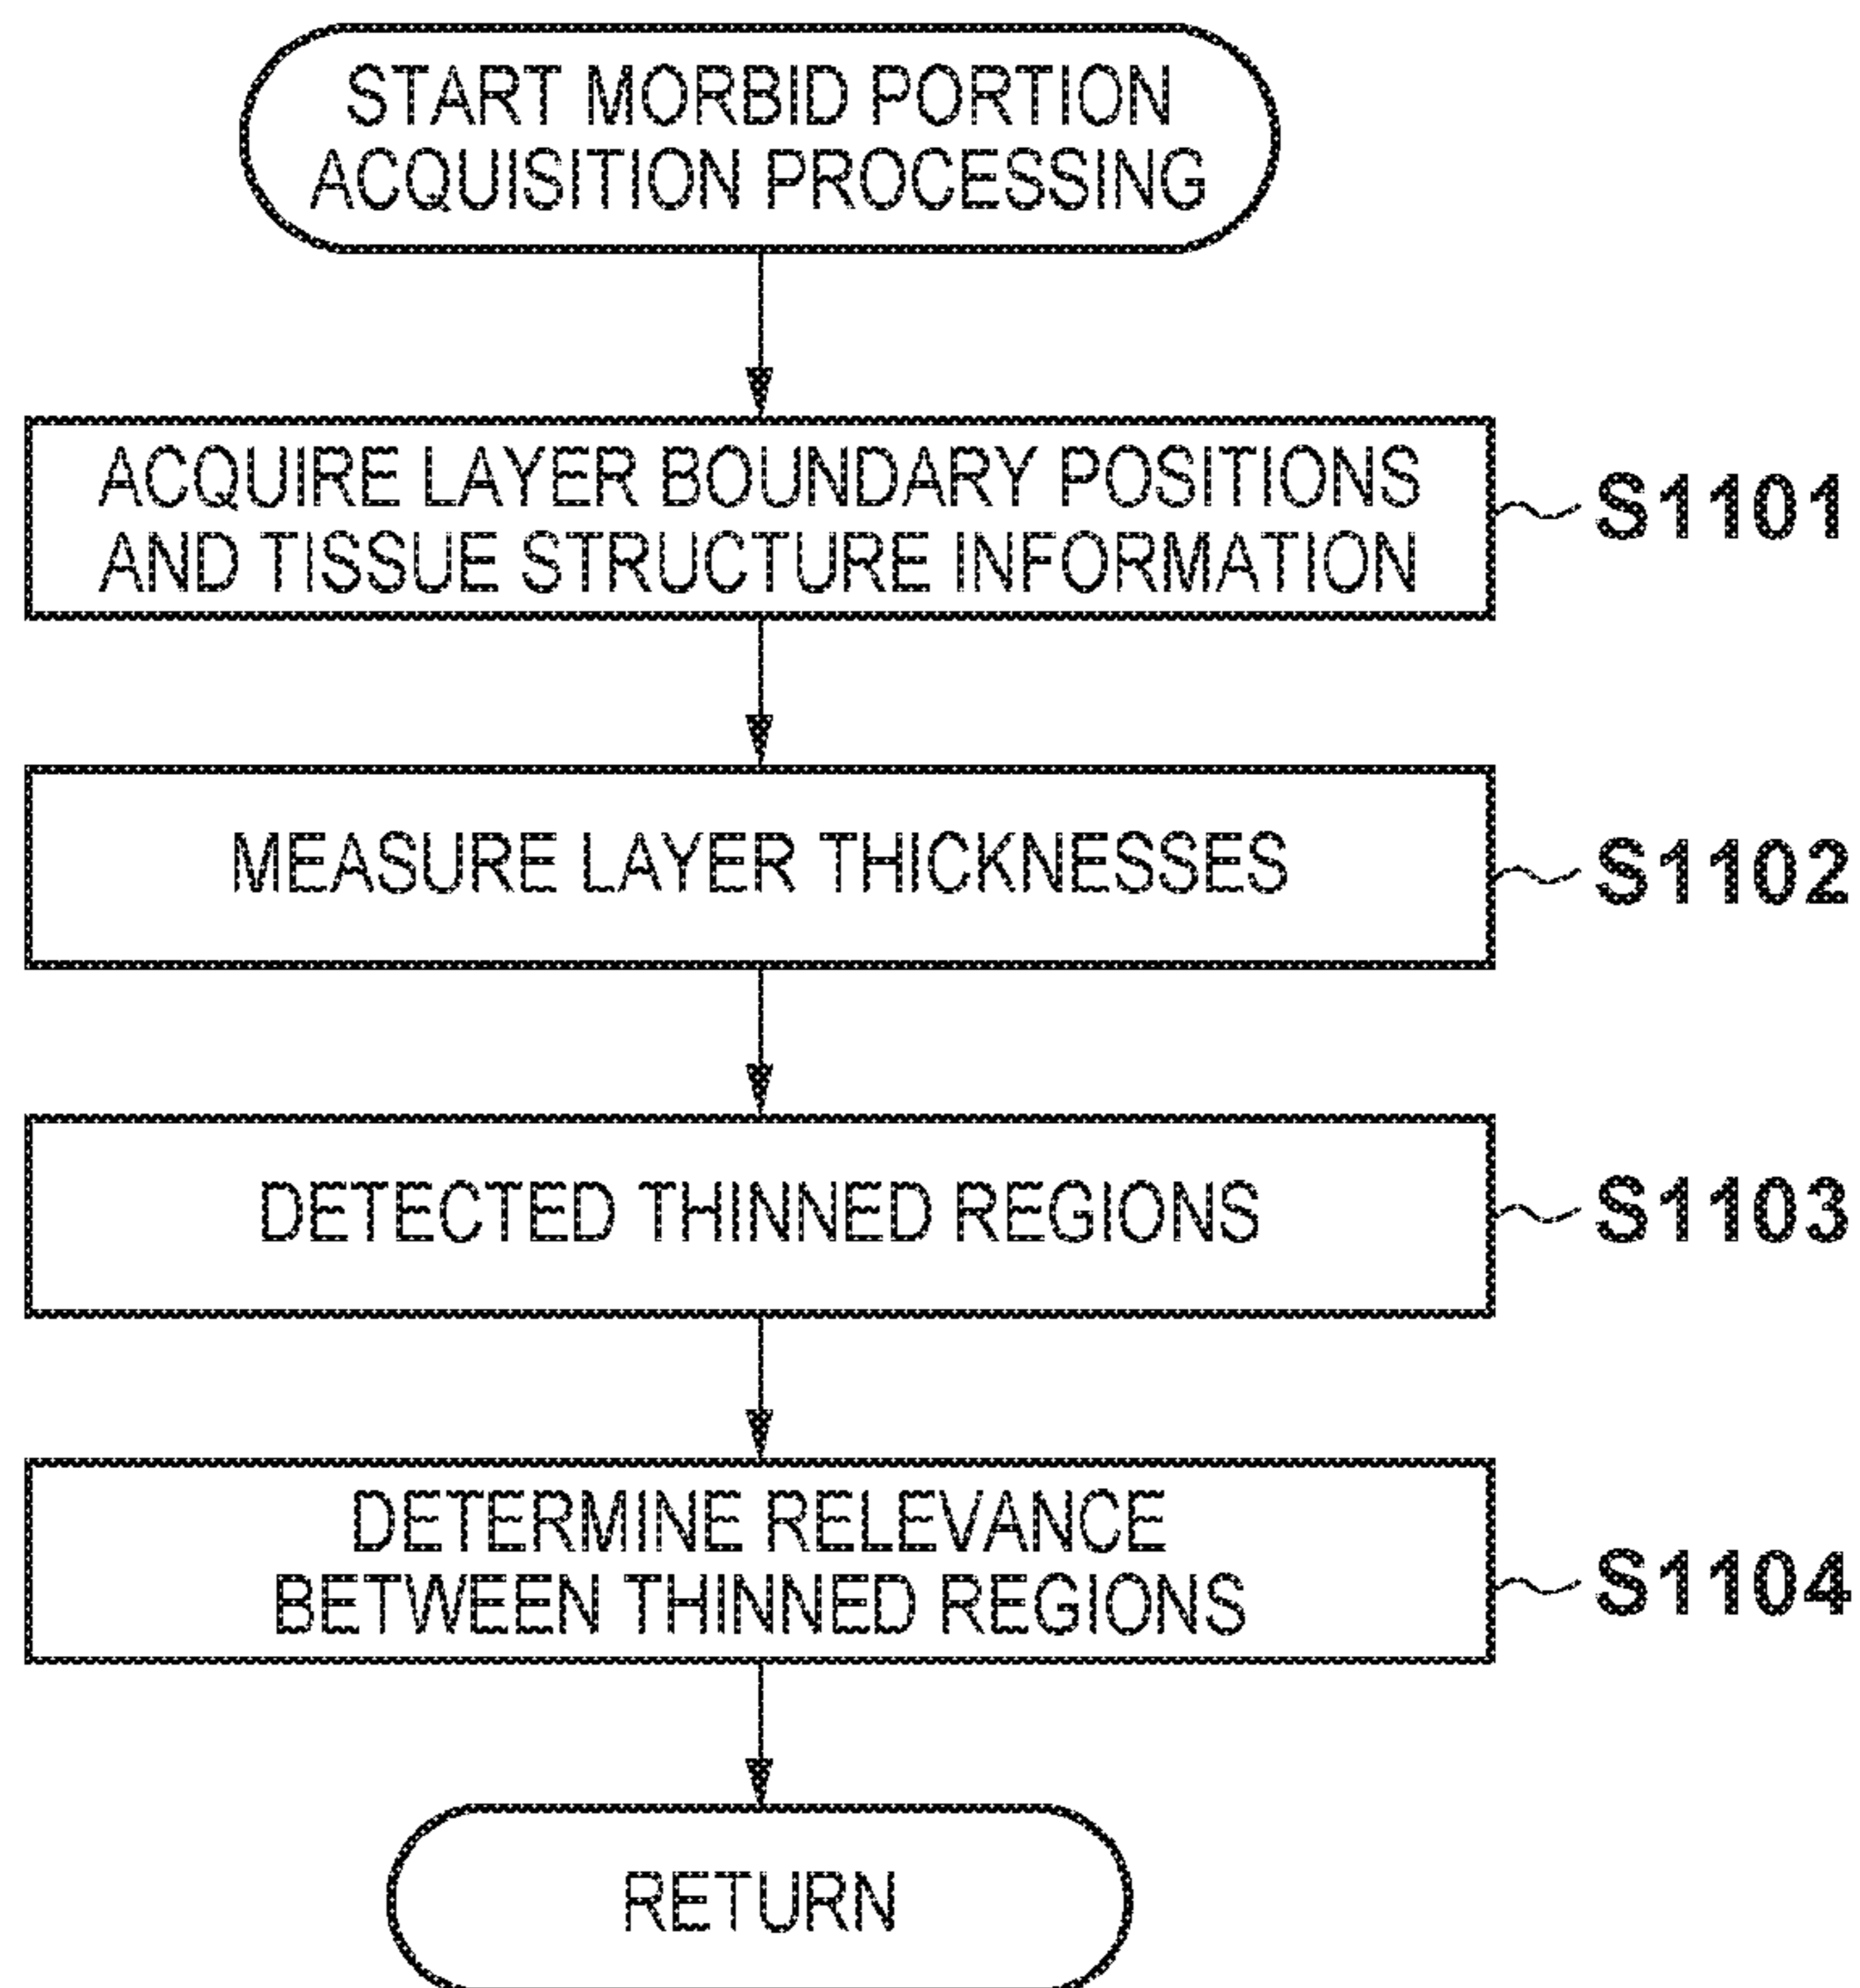 START MORBID PORTION
ACQUISITION PROCESSING
ACQUIRE LAYER BOUNDARY POSITIONS
AND TISSUE STRUCTURE INFORMATION
S1101
MEASURE LAYER THICKNESSES
S1102
DETECTED THINNED REGIONS
S1103
DETERMINE RELEVANCE
BETWEEN THINNED REGIONS
S1104
RETURN